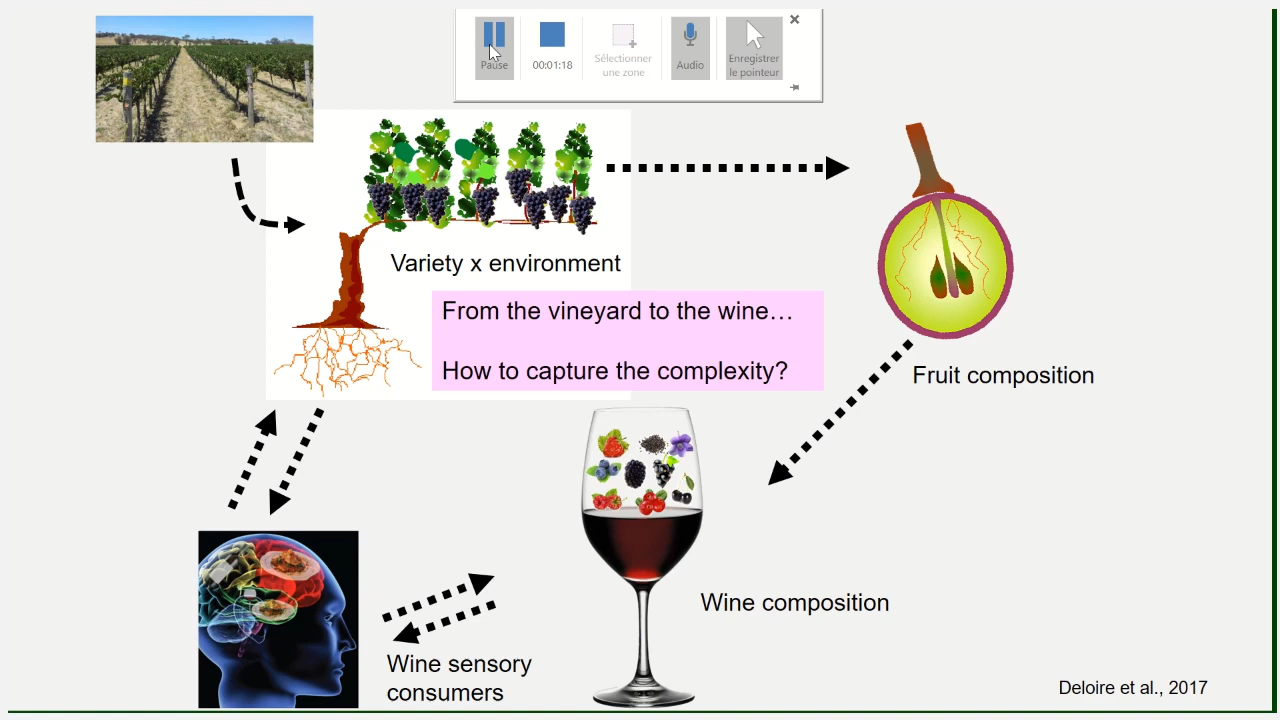 Pause
00:01:18
Sélectionner
une zone
Audio
Enregistrer
le pointeur
Variety x environment
From the vineyard to the wine…
How to capture the complexity?
Fruit composition
Wine composition
Wine sensory
consumers
Deloire et al., 2017